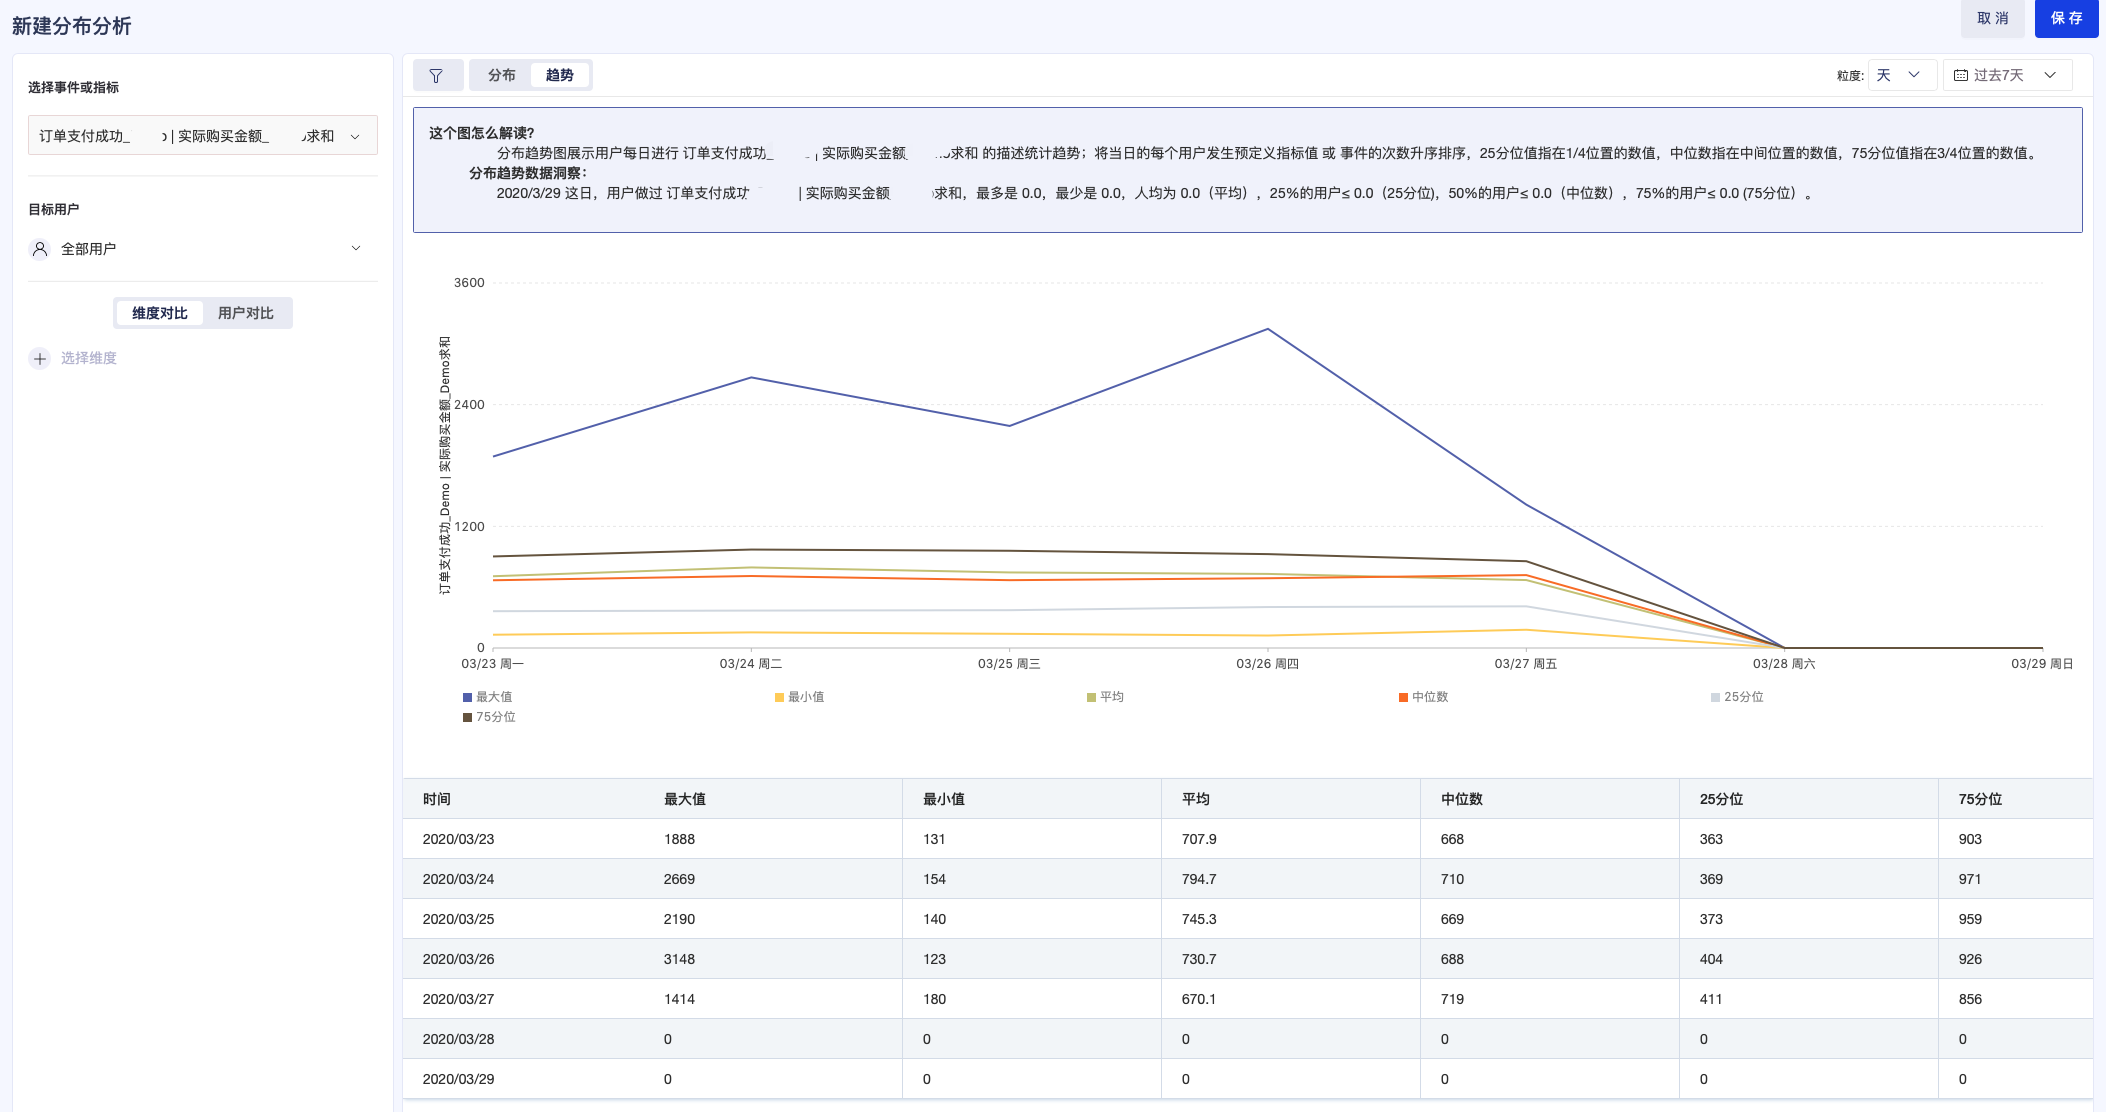 新建分布分析
取 消
保 存
选择事件或指标
订单支付成功_ | 实际购买金额_ 求和
目标用户
全部用户
维度对比
用户对比
选择维度
分布
趋势
粒度:
天
过去7天
这个图怎么解读?
分布趋势图展示用户每日进行 订单支付成功_ | 实际购买金额_ 求和 的描述统计趋势；将当日的每个用户发生预定义指标值 或 事件的次数升序排序，25分位值指在1/4位置的数值，中位数指在中间位置的数值，75分位值指在3/4位置的数值。
分布趋势数据洞察：
2020/3/29 这日，用户做过 订单支付成功 | 实际购买金额 求和，最多是 0.0，最少是 0.0，人均为 0.0（平均），25%的用户≤ 0.0（25分位)，50%的用户≤ 0.0（中位数），75%的用户≤ 0.0 (75分位）。
订单支付成功_Demo | 实际购买金额_Demo求和
3600
2400
1200
0
03/23 周一
03/24 周二
03/25 周三
03/26 周四
03/27 周五
03/28 周六
03/29 周日
最大值
最小值
平均
中位数
25分位
75分位
时间 最大值 最小值 平均 中位数 25分位 75分位
2020/03/23 1888 131 707.9 668 363 903
2020/03/24 2669 154 794.7 710 369 971
2020/03/25 2190 140 745.3 669 373 959
2020/03/26 3148 123 730.7 688 404 926
2020/03/27 1414 180 670.1 719 411 856
2020/03/28 0 0 0 0 0 0
2020/03/29 0 0 0 0 0 0